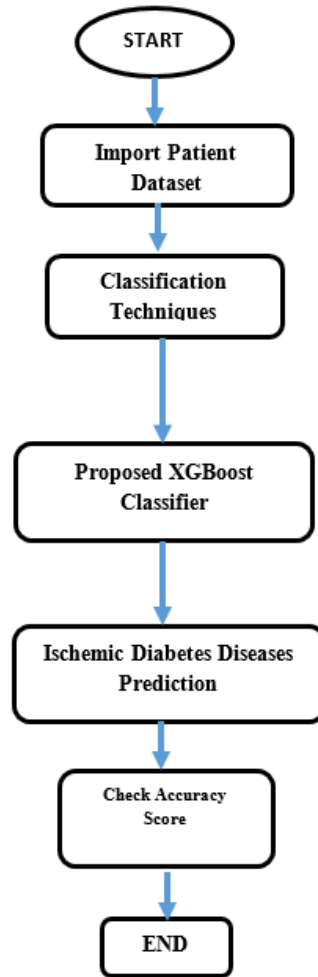 START
Import Patient
Dataset
Classification
Techniques
Proposed XGBoost
Classifier
Ischemic Diabetes Diseases
Prediction
Check Accuracy
Score
END